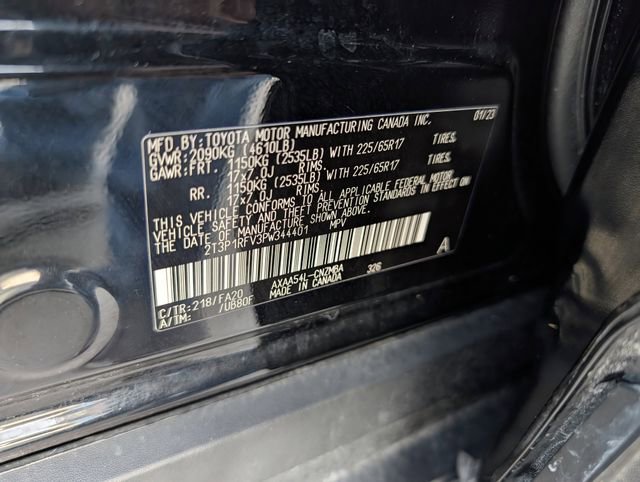 MFD.BY:TOYOTA MOTOR MANUFACTURING CANADA INC. 01/23
GVWR:2090KG (4610LB)
GAWR:FRT. 1150KG (2535LB) WITH 225/65R17 TIRES,
17x7.0J RIMS,
RR. 1150KG (2535LB) WITH 225/65R17 TIRES,
17x7.0J RIMS,
THIS VEHICLE CONFORMS TO ALL APPLICABLE FEDERAL MOTOR
VEHICLE SAFETY AND THEFT PREVENTION STANDARDS IN EFFECT ON
THE DATE OF MANUFACTURE SHOWN ABOVE.
2T3P1RFV3PW344401 MPV
A
C/TR:218/FA20 AXAA54L-CNZMBA 326
A/TM: /UB80F MADE IN CANADA